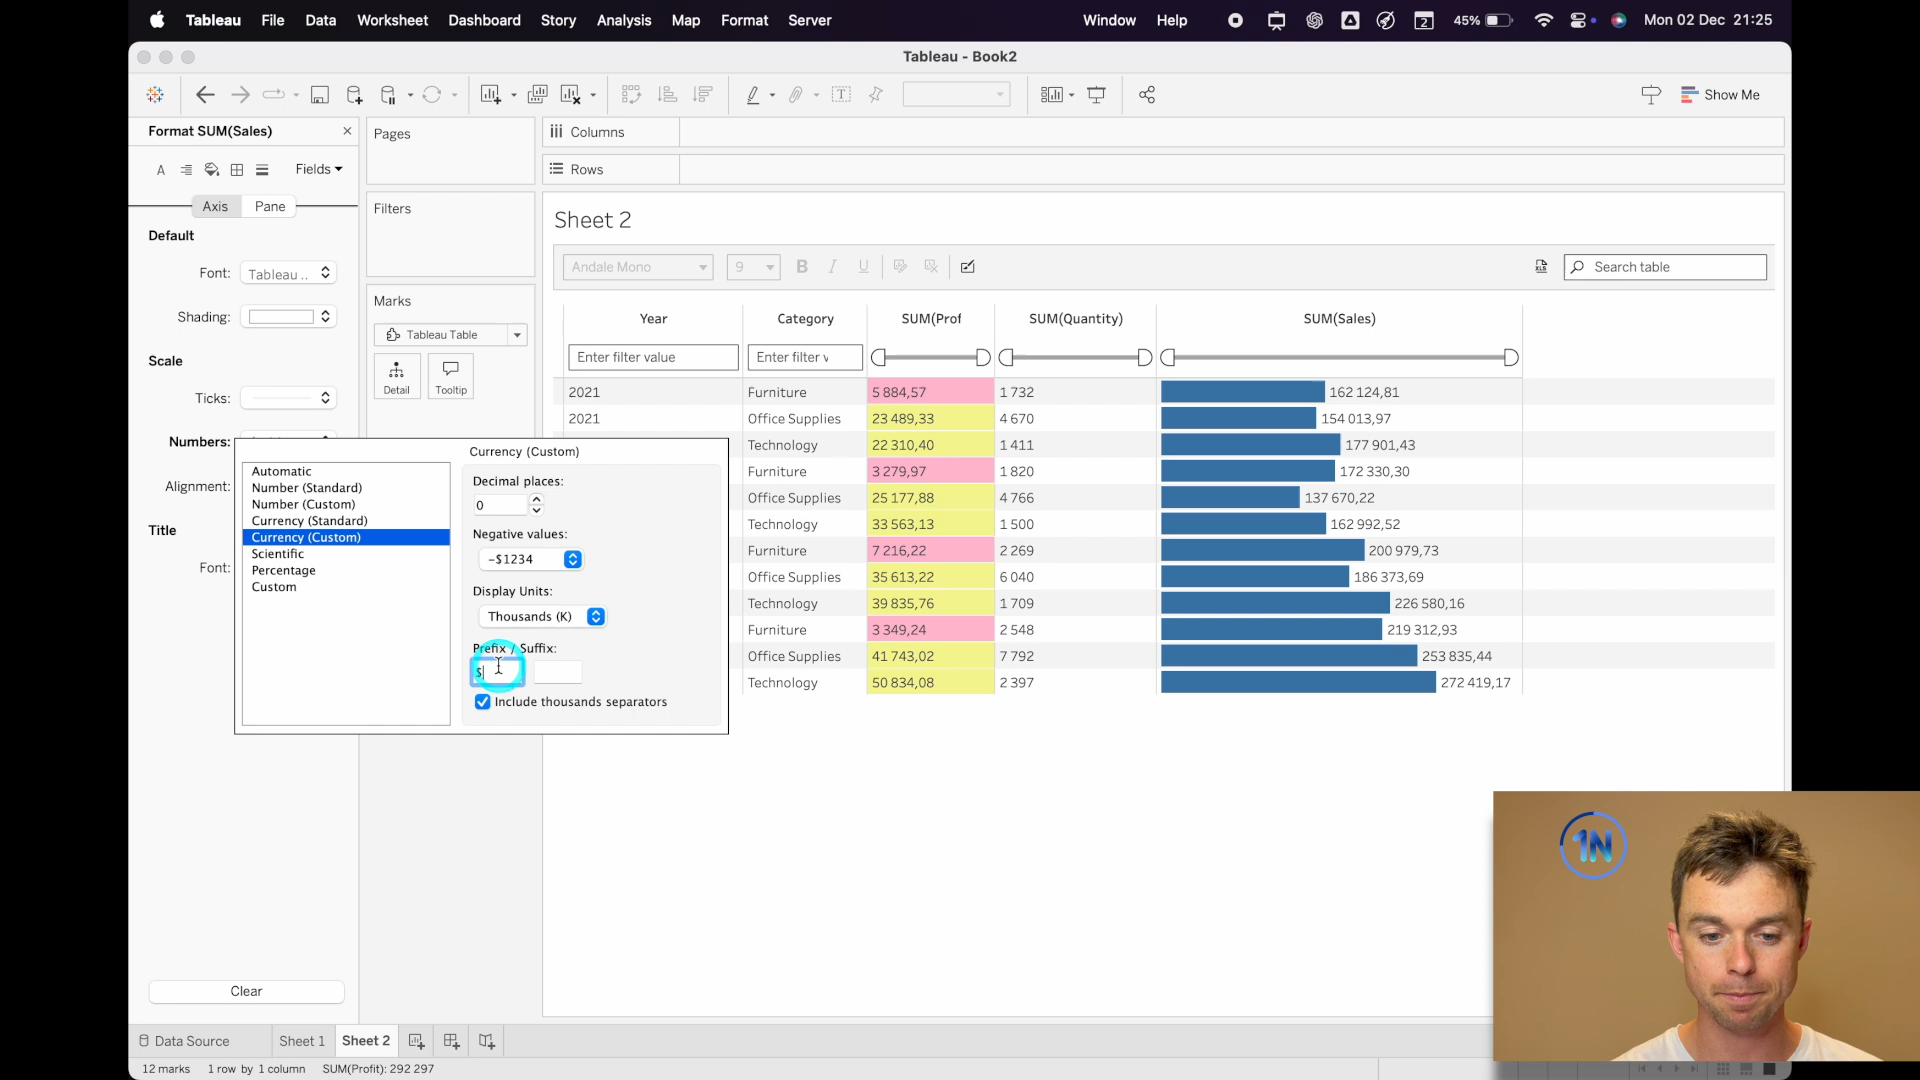 Tableau File Data Worksheet Dashboard Story Analysis Map Format Server Window Help 2 45% Mon 02 Dec 21:25
Tableau - Book2
Show Me
Format SUM(Sales)
Fields
Axis Pane
Default
Font: Tableau ..
Shading:
Scale
Ticks:
Numbers:
Alignment:
Title
Font:
Clear
Automatic
Number (Standard)
Number (Custom)
Currency (Standard)
Currency (Custom)
Scientific
Percentage
Custom
Currency (Custom)
Decimal places:
0
Negative values:
-$1234
Display Units:
Thousands (K)
Prefix / Suffix:
$
Include thousands separators
Pages
Filters
Marks
Tableau Table
Detail Tooltip
Columns
Rows
Sheet 2
Andale Mono 9 B I U XLS Search table
Year Category SUM(Prof SUM(Quantity) SUM(Sales)
Enter filter value Enter filter v
2021 Furniture 5 884,57 1 732 162 124,81
2021 Office Supplies 23 489,33 4 670 154 013,97
Technology 22 310,40 1 411 177 901,43
Furniture 3 279,97 1 820 172 330,30
Office Supplies 25 177,88 4 766 137 670,22
Technology 33 563,13 1 500 162 992,52
Furniture 7 216,22 2 269 200 979,73
Office Supplies 35 613,22 6 040 186 373,69
Technology 39 835,76 1 709 226 580,16
Furniture 3 349,24 2 548 219 312,93
Office Supplies 41 743,02 7 792 253 835,44
Technology 50 834,08 2 397 272 419,17
1N
Data Source Sheet 1 Sheet 2
12 marks 1 row by 1 column SUM(Profit): 292 297